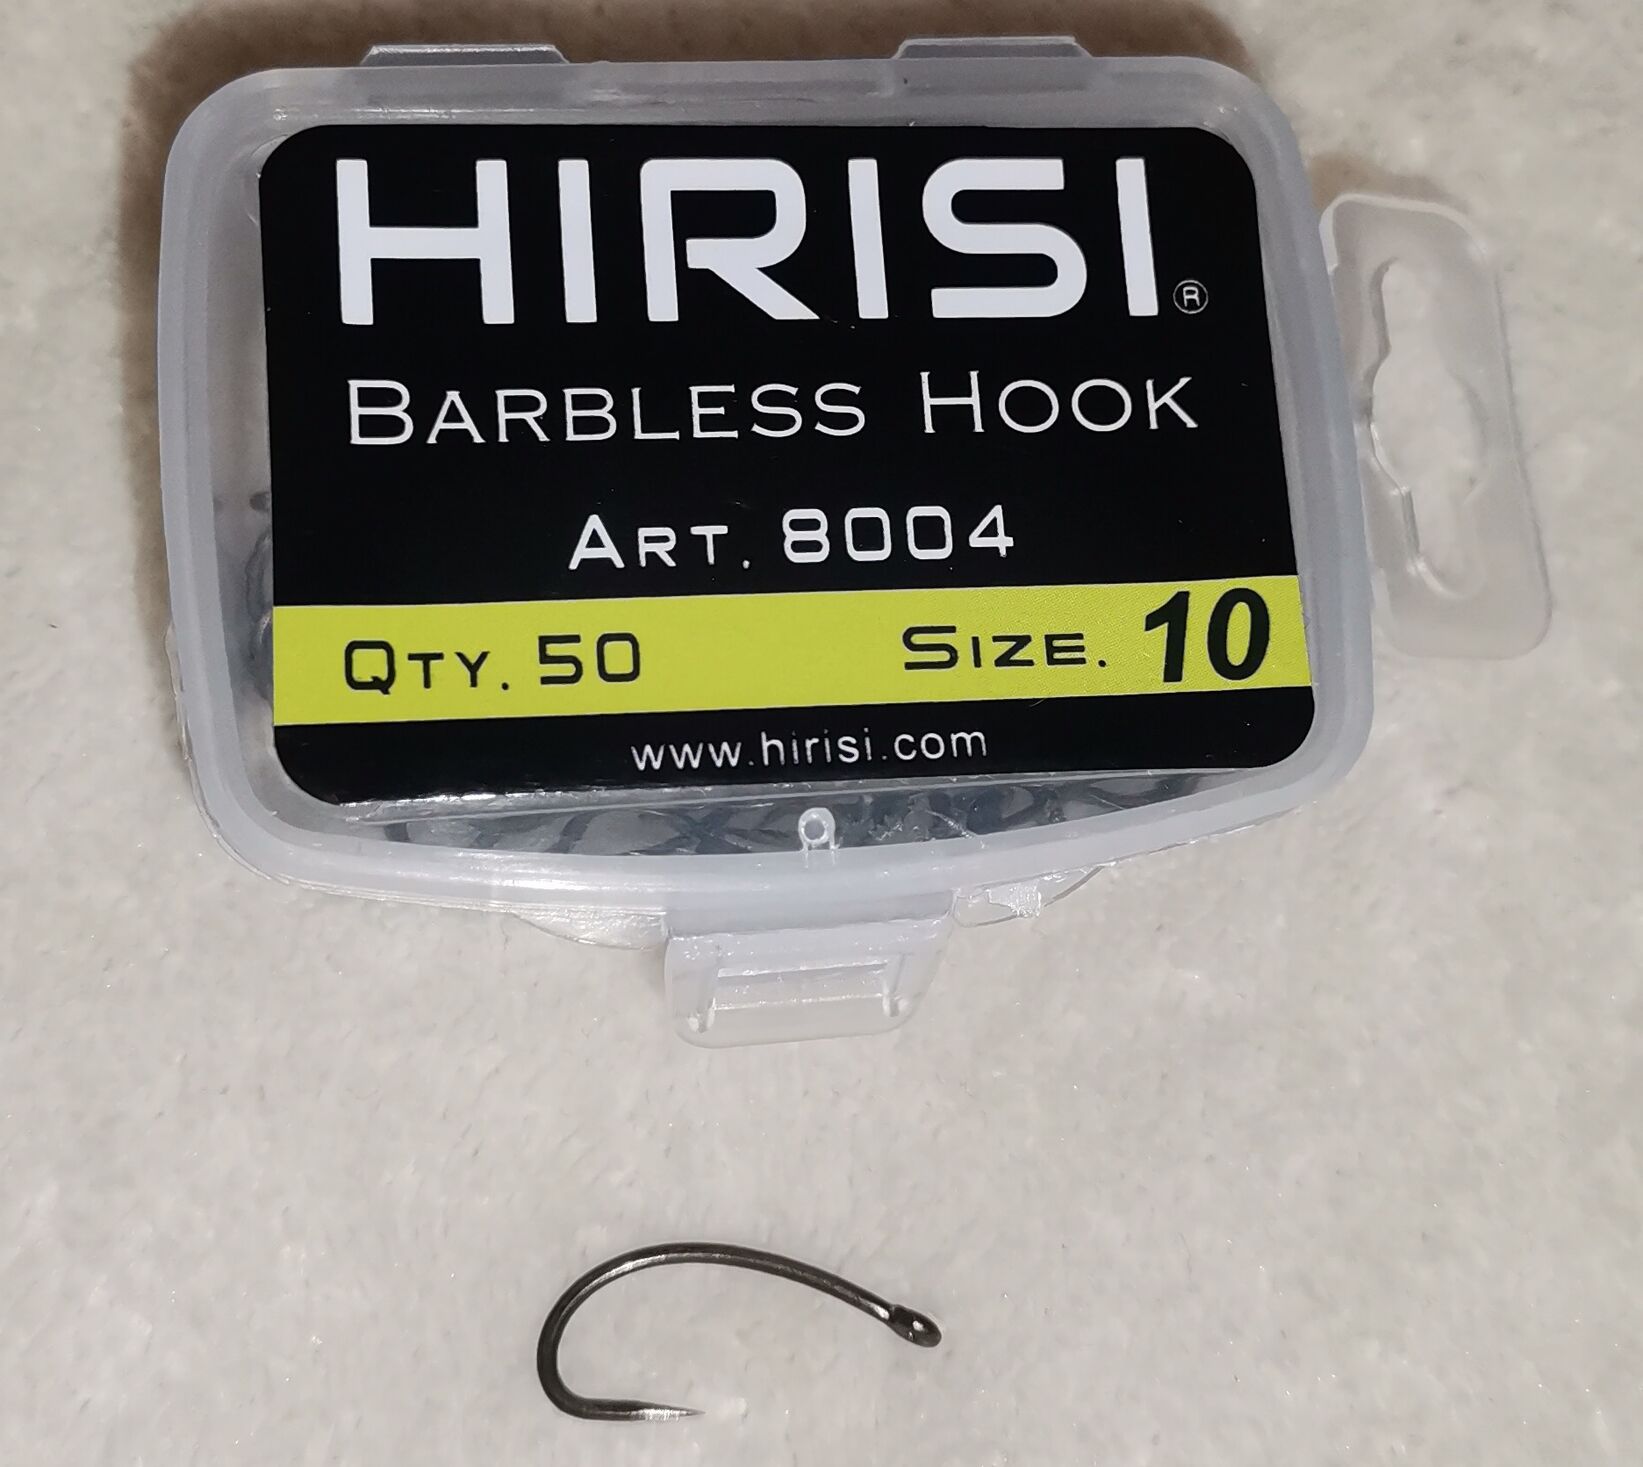 HIRISI®
BARBLESS HOOK
ART. 8004
QTY. 50 SIZE. 10
www.hirisi.com